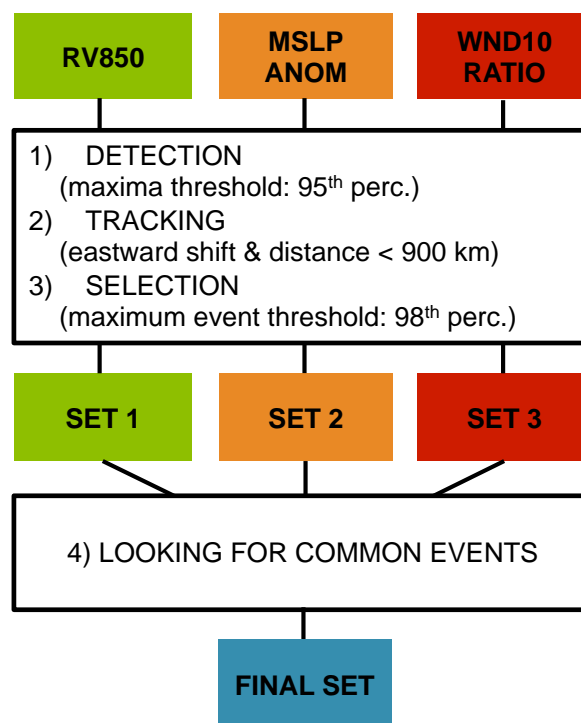 RV850
MSLP
ANOM
WND10
RATIO
1) DETECTION
(maxima threshold: 95th perc.)
2) TRACKING
(eastward shift & distance < 900 km)
3) SELECTION
(maximum event threshold: 98th perc.)
SET 1
SET 2
SET 3
4) LOOKING FOR COMMON EVENTS
FINAL SET